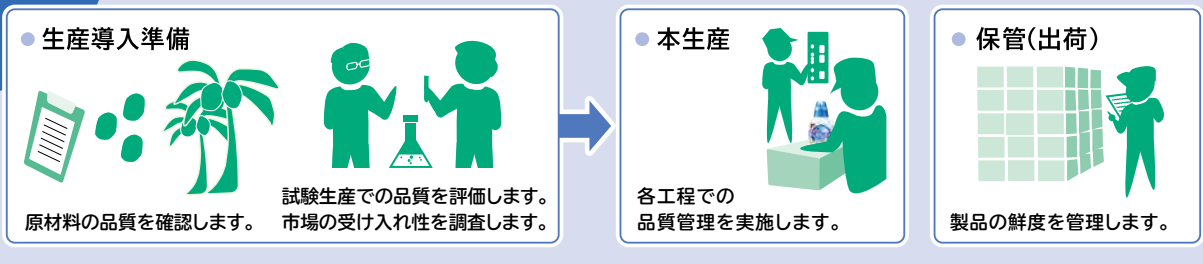 生産導入準備
原材料の品質を確認します。
試験生産での品質を評価します。
市場の受け入れ性を調査します。
本生産
各工程での
品質管理を実施します。
保管(出荷)
製品の鮮度を管理します。